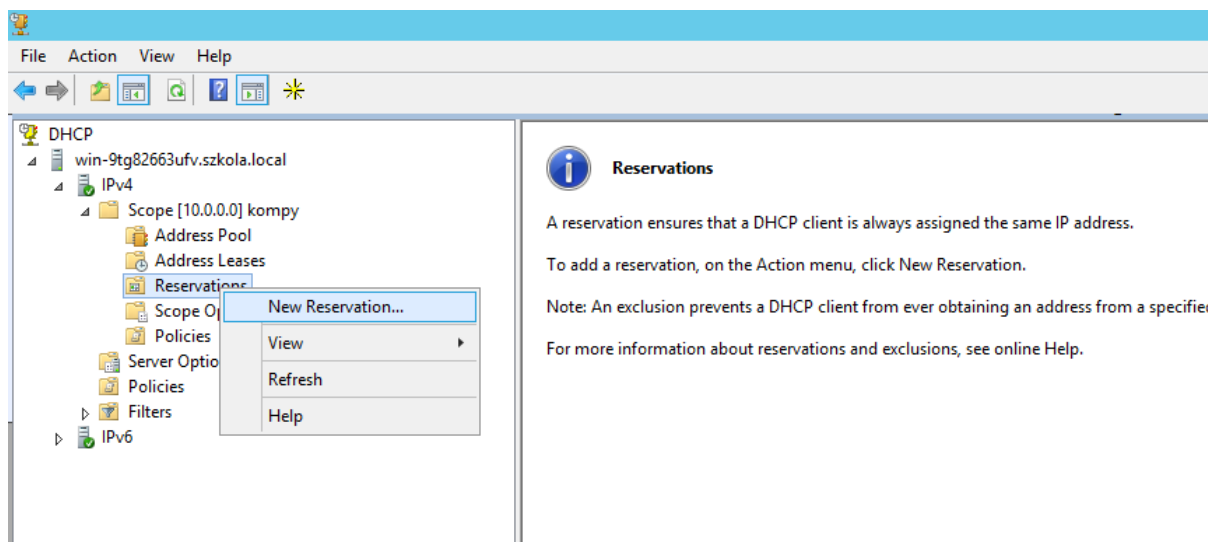 File Action View Help
DHCP
win-9tg82663ufv.szkola.local
IPv4
Scope [10.0.0.0] kompy
Address Pool
Address Leases
Reservations
Scope Op
Policies
Server Optio
Policies
Filters
IPv6
New Reservation...
View
Refresh
Help
Reservations
A reservation ensures that a DHCP client is always assigned the same IP address.
To add a reservation, on the Action menu, click New Reservation.
Note: An exclusion prevents a DHCP client from ever obtaining an address from a specified
For more information about reservations and exclusions, see online Help.